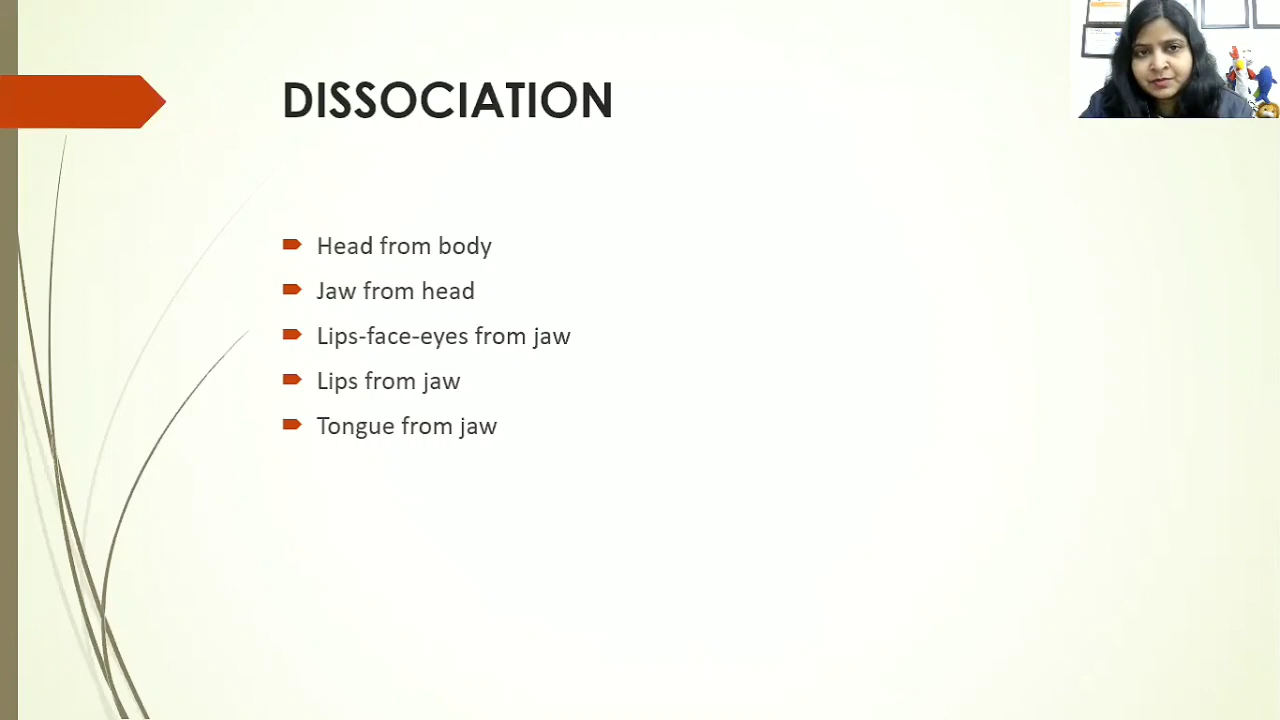 DISSOCIATION
Head from body
Jaw from head
Lips-face-eyes from jaw
Lips from jaw
Tongue from jaw